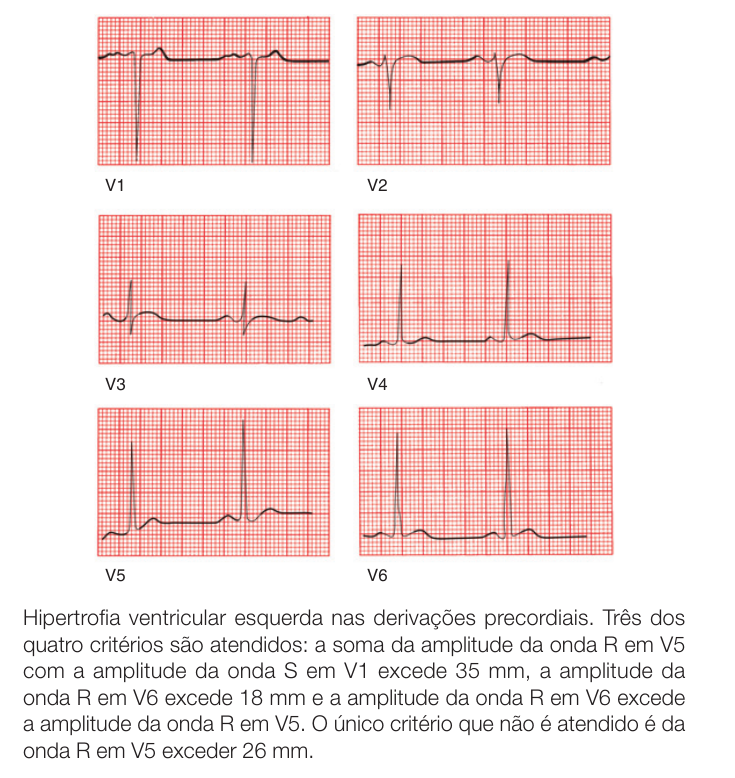 V1
V2
V3
V4
V5
V6
Hipertrofia ventricular esquerda nas derivações precordiais. Três dos
quatro critérios são atendidos: a soma da amplitude da onda R em V5
com a amplitude da onda S em V1 excede 35 mm, a amplitude da
onda R em V6 excede 18 mm e a amplitude da onda R em V6 excede
a amplitude da onda R em V5. O único critério que não é atendido é da
onda R em V5 exceder 26 mm.